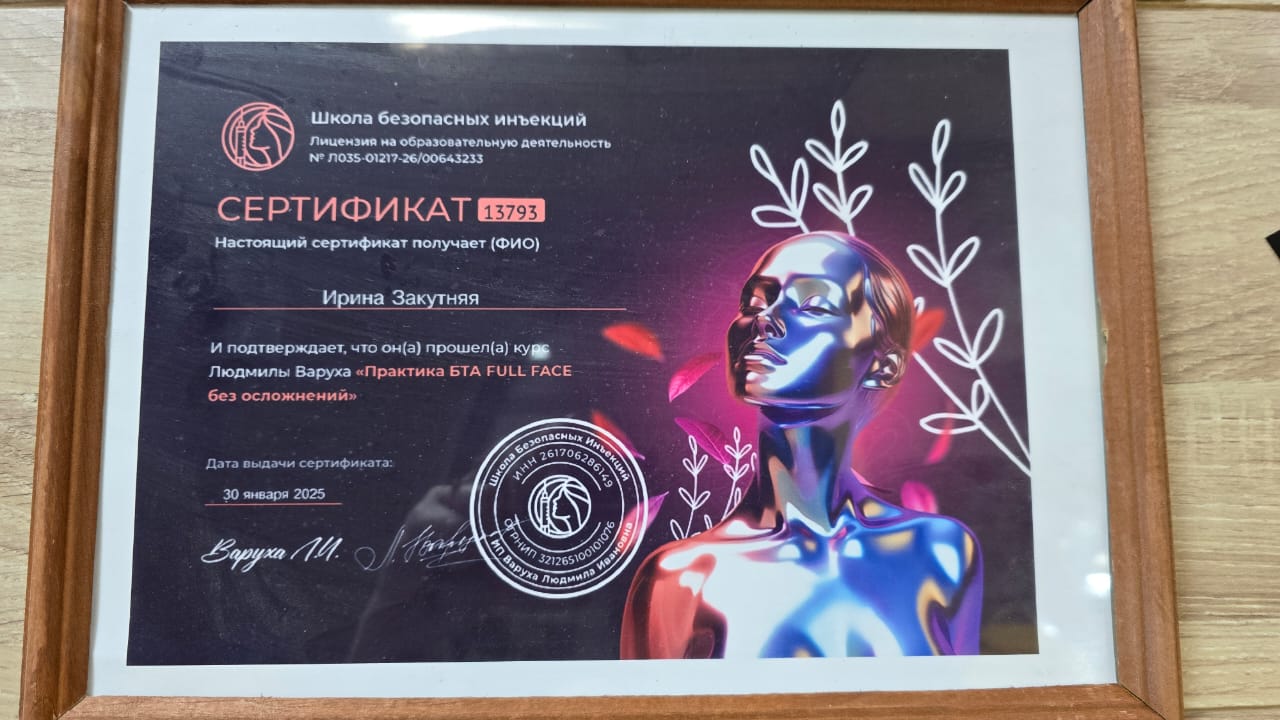 Школа безопасных инъекций
Лицензия на образовательную деятельность
№ Л035-01217-26/00643233
СЕРТИФИКАТ 13793
Настоящий сертификат получает (ФИО)
Ирина Закутняя
И подтверждает, что он(а) прошел(а) курс
Людмилы Варуха «Практика БТА FULL FACE
без осложнений»
Дата выдачи сертификата:
30 января 2025
Варуха Л.И.
Школа Безопасных Инъекций
ИНН 261706286149
ОГРНИП 321265100101076
ИП Варуха Людмила Ивановна